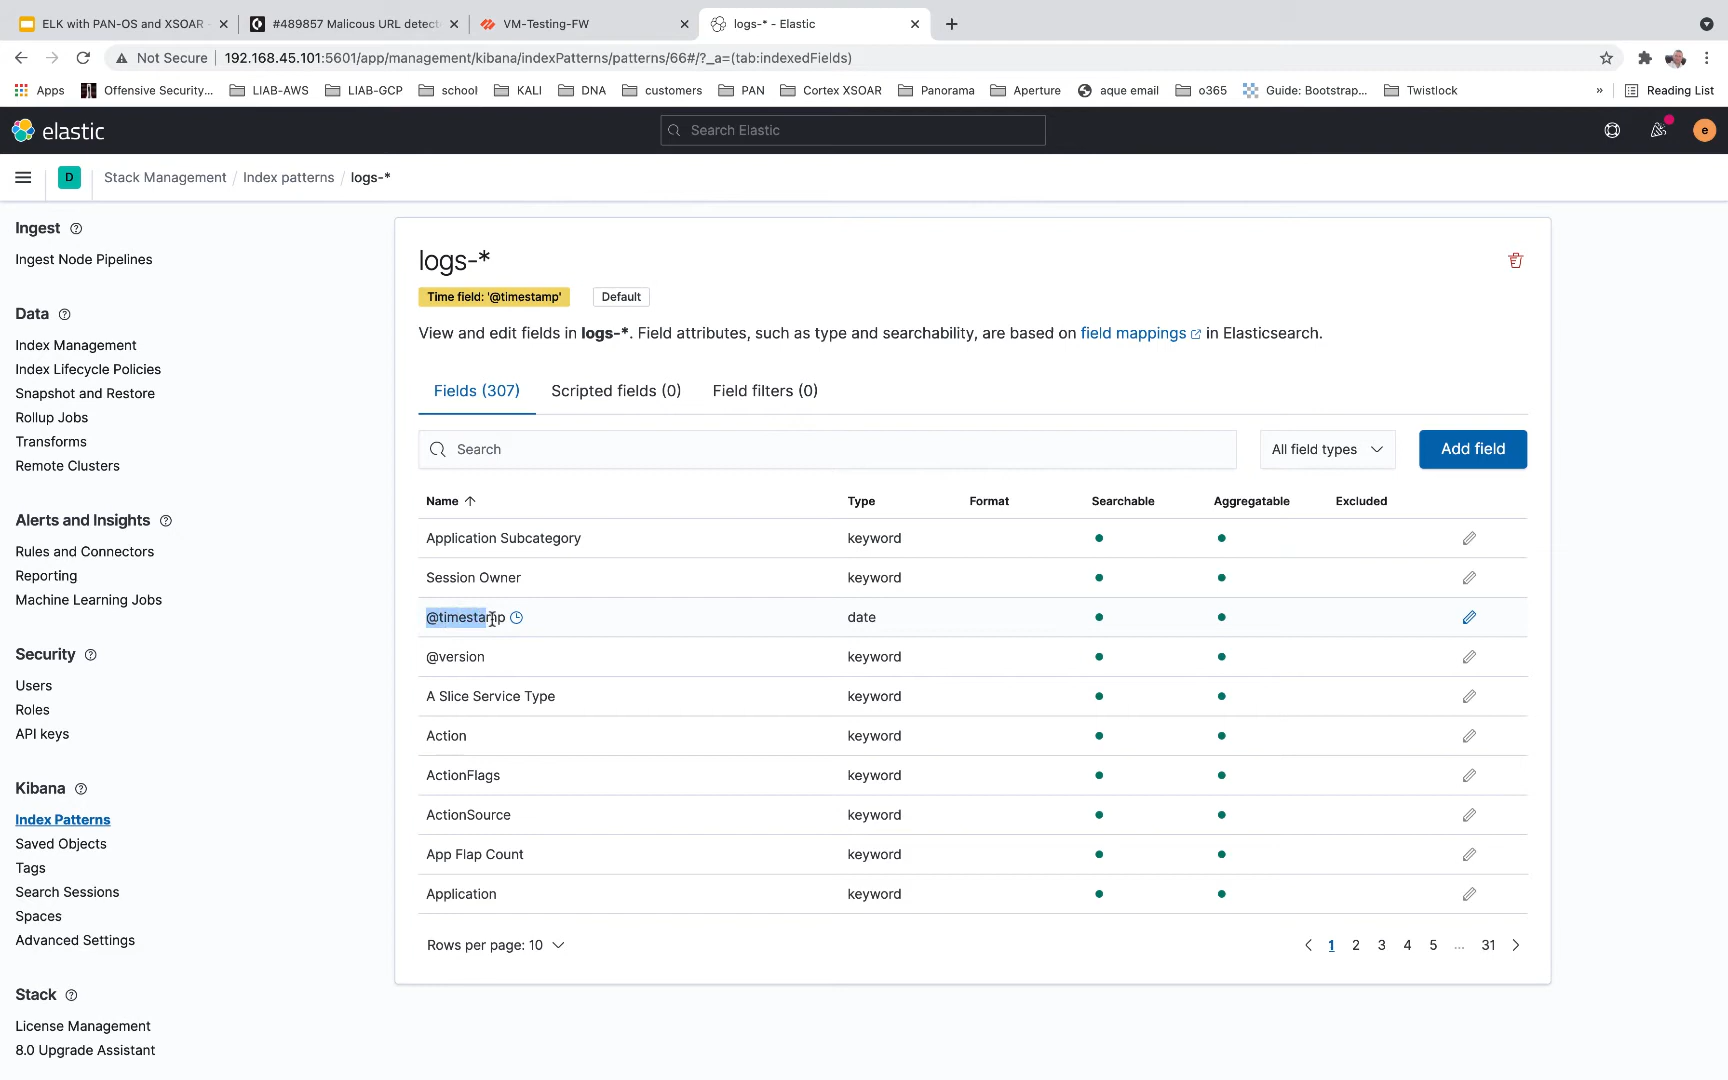 ELK with PAN-OS and XSOAR
#489857 Malicous URL detect
VM-Testing-FW
logs-* - Elastic
Not Secure
192.168.45.101:5601/app/management/kibana/indexPatterns/patterns/66#/?_a=(tab:indexedFields)
Apps
Offensive Security...
LIAB-AWS
LIAB-GCP
school
KALI
DNA
customers
PAN
Cortex XSOAR
Panorama
Aperture
aque email
o365
Guide: Bootstrap...
Twistlock
»
Reading List
elastic
Search Elastic
e
D
Stack Management / Index patterns / logs-*
Ingest
Ingest Node Pipelines
Data
Index Management
Index Lifecycle Policies
Snapshot and Restore
Rollup Jobs
Transforms
Remote Clusters
Alerts and Insights
Rules and Connectors
Reporting
Machine Learning Jobs
Security
Users
Roles
API keys
Kibana
Index Patterns
Saved Objects
Tags
Search Sessions
Spaces
Advanced Settings
Stack
License Management
8.0 Upgrade Assistant
logs-*
Time field: '@timestamp'
Default
View and edit fields in logs-*. Field attributes, such as type and searchability, are based on field mappings in Elasticsearch.
Fields (307)
Scripted fields (0)
Field filters (0)
Search
All field types
Add field
Name Type Format Searchable Aggregatable Excluded
Application Subcategory keyword
Session Owner keyword
@timestamp date
@version keyword
A Slice Service Type keyword
Action keyword
ActionFlags keyword
ActionSource keyword
App Flap Count keyword
Application keyword
Rows per page: 10
1 2 3 4 5 ... 31